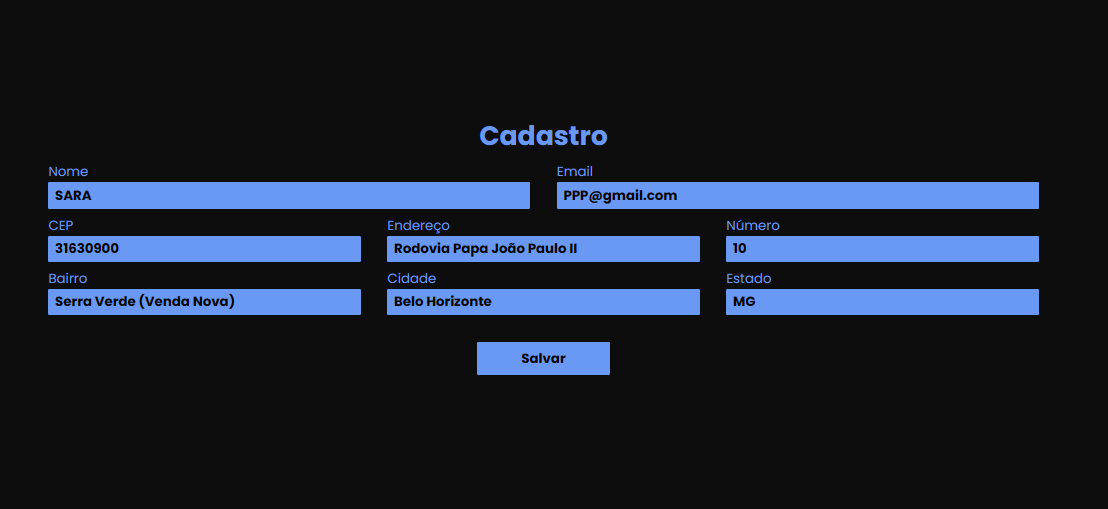 Cadastro
Nome Email
SARA PPP@gmail.com
CEP Endereço Número
31630900 Rodovia Papa João Paulo II 10
Bairro Cidade Estado
Serra Verde (Venda Nova) Belo Horizonte MG
Salvar